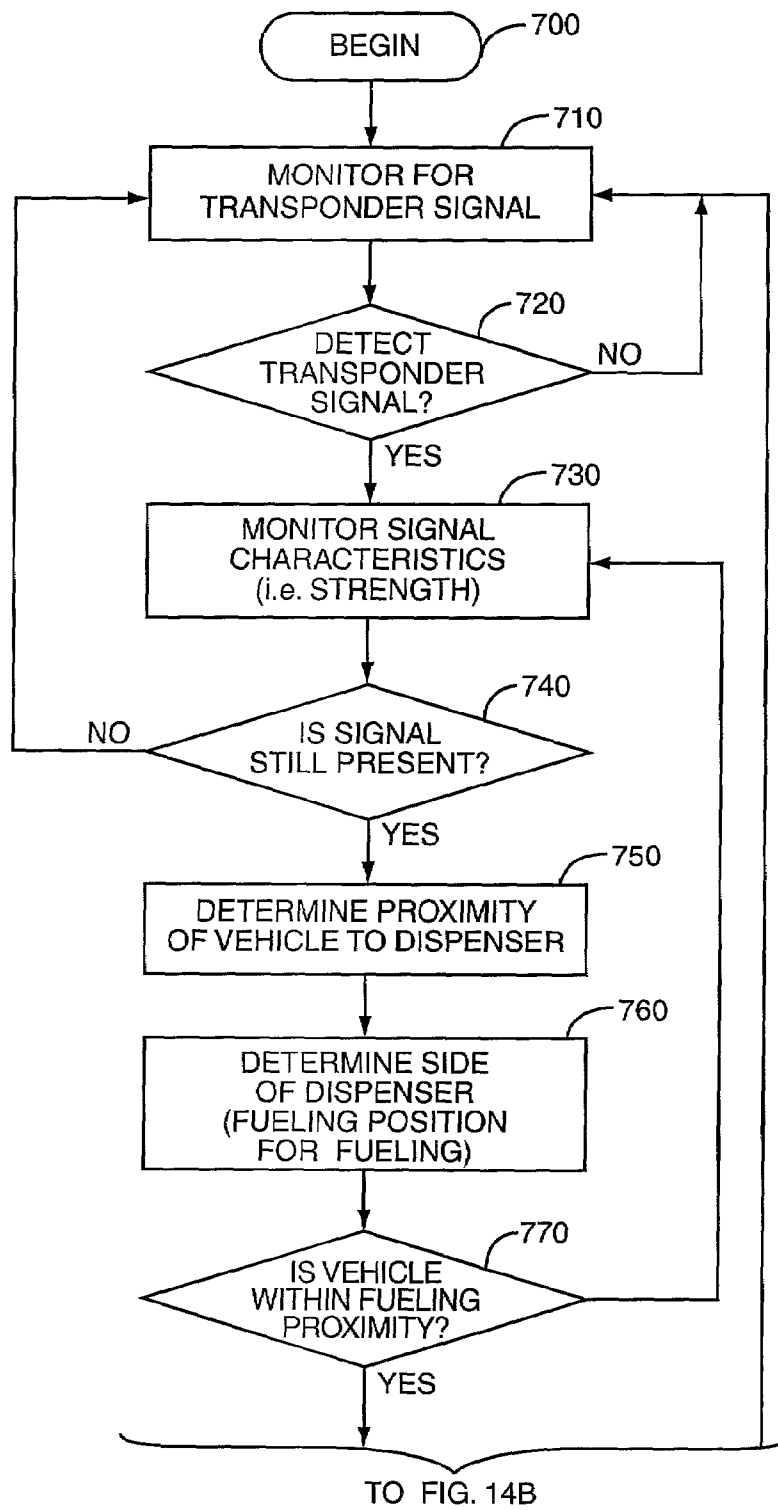 BEGIN
700
710
MONITOR FOR
TRANSPONDER SIGNAL
720
DETECT
TRANSPONDER
SIGNAL?
NO
YES
730
MONITOR SIGNAL
CHARACTERISTICS
(i.e. STRENGTH)
740
NO
IS SIGNAL
STILL PRESENT?
YES
750
DETERMINE PROXIMITY
OF VEHICLE TO DISPENSER
760
DETERMINE SIDE
OF DISPENSER
(FUELING POSITION
FOR FUELING)
770
IS VEHICLE
WITHIN FUELING
PROXIMITY?
YES
TO FIG. 14B